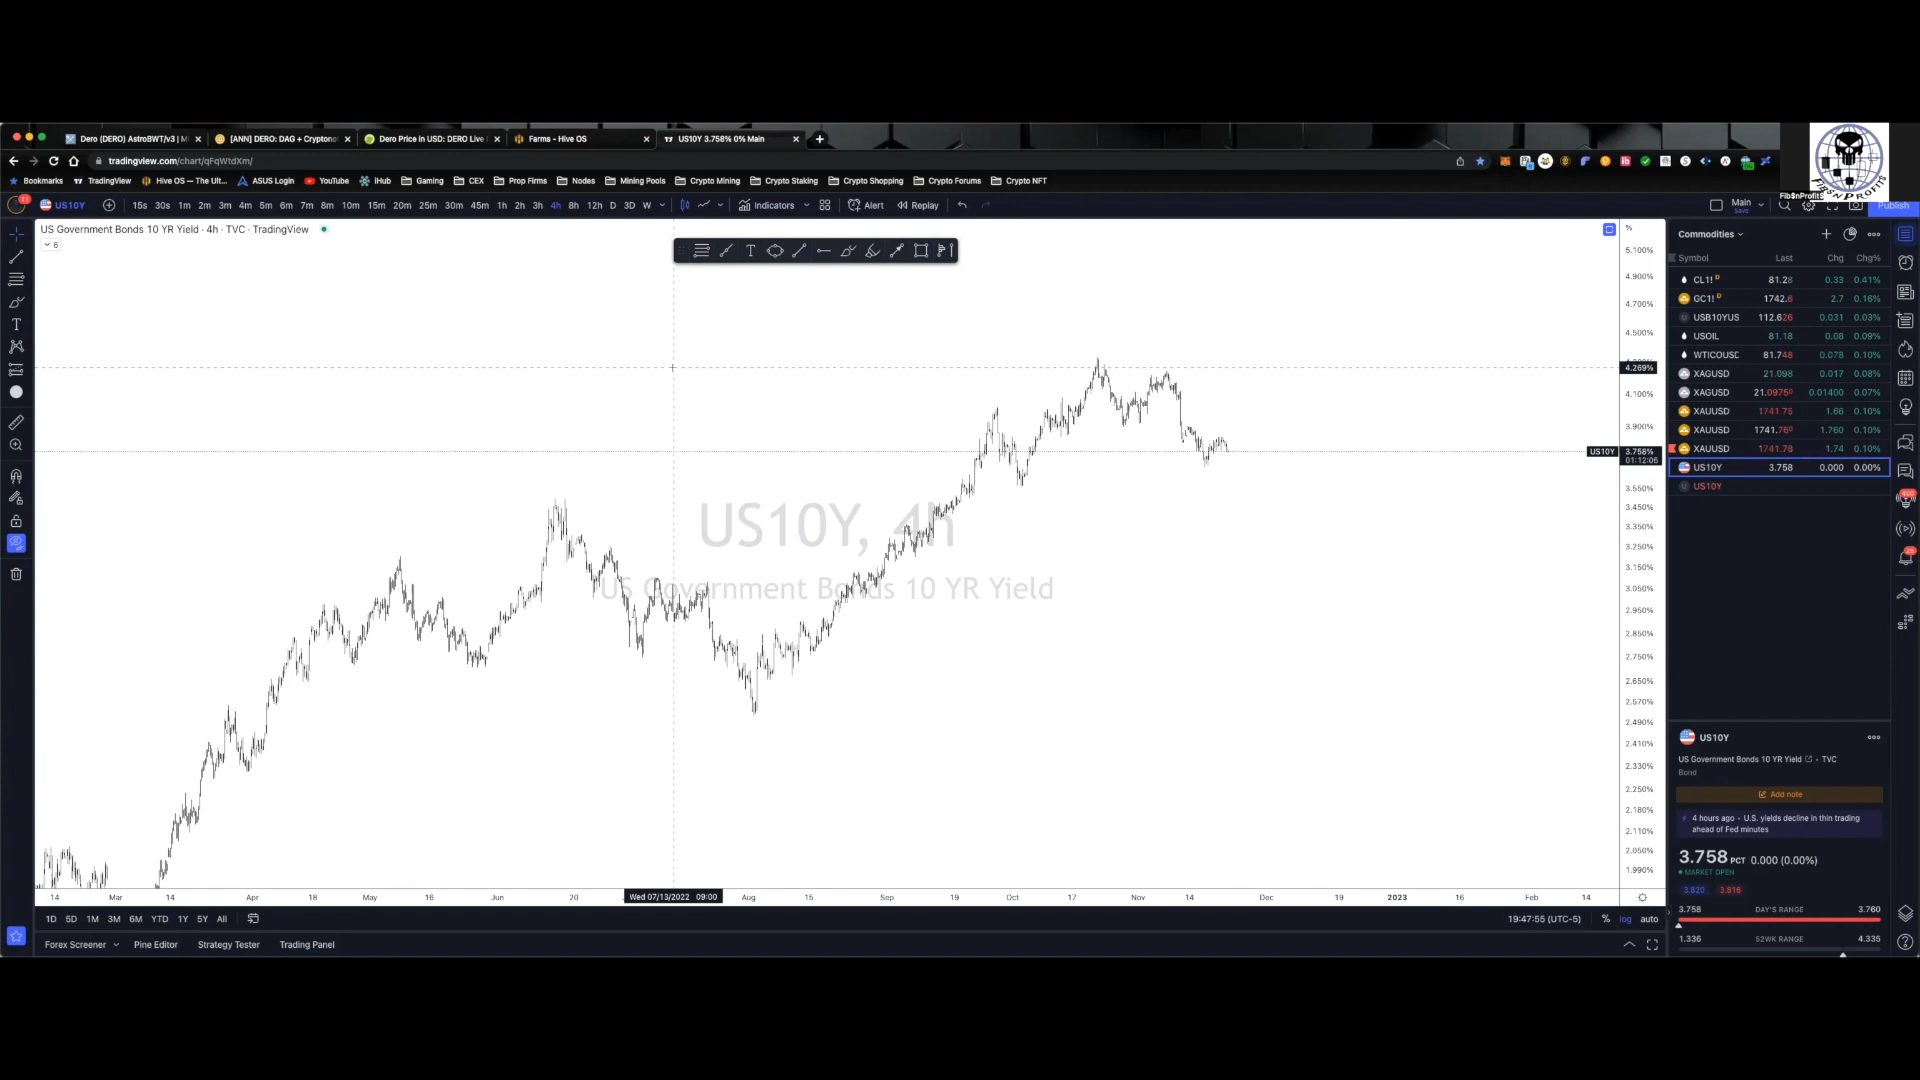 Dero (DERO) AstroBWT/v3 | Mi
[ANN] DERO: DAG + Cryptono
Dero Price in USD: DERO Live
Farms - Hive OS
US10Y 3.758% 0% Main
tradingview.com/chart/qFqWtdXm/
Bookmarks TradingView Hive OS — The Ult... ASUS Login YouTube IHub Gaming CEX Prop Firms Nodes Mining Pools Crypto Mining Crypto Staking Crypto Shopping Crypto Forums Crypto NFT
Fib$nProfit$
11 US10Y 15s 30s 1m 2m 3m 4m 5m 6m 7m 8m 10m 15m 20m 25m 30m 45m 1h 2h 3h 4h 8h 12h D 3D W Indicators Alert Replay Main Save Publish
US Government Bonds 10 YR Yield · 4h · TVC · TradingView
6
%
5.100%
4.900%
4.700%
4.500%
4.269%
4.100%
3.900%
US10Y 3.758%
01:12:06
3.550%
3.450%
3.350%
3.250%
3.150%
3.050%
2.950%
2.850%
2.750%
2.650%
2.570%
2.490%
2.410%
2.330%
2.250%
2.180%
2.110%
2.050%
1.990%
US10Y, 4h
US Government Bonds 10 YR Yield
14 Mar 14 Apr 18 May 16 Jun 20 Wed 07/13/2022 09:00 Aug 15 Sep 19 Oct 17 Nov 14 Dec 19 2023 16 Feb 14
1D 5D 1M 3M 6M YTD 1Y 5Y All 19:47:55 (UTC-5) % log auto
Forex Screener Pine Editor Strategy Tester Trading Panel
Commodities
Symbol Last Chg Chg%
CL1! D 81.28 0.33 0.41%
GC1! D 1742.6 2.7 0.16%
USB10YUS 112.626 0.031 0.03%
USOIL 81.18 0.08 0.09%
WTICOUSD 81.748 0.078 0.10%
XAGUSD 21.098 0.017 0.08%
XAGUSD 21.0975 0.01400 0.07%
XAUUSD 1741.75 1.66 0.10%
XAUUSD 1741.76 1.760 0.10%
XAUUSD 1741.78 1.74 0.10%
US10Y 3.758 0.000 0.00%
US10Y
US10Y
US Government Bonds 10 YR Yield · TVC
Bond
Add note
4 hours ago · U.S. yields decline in thin trading
ahead of Fed minutes
3.758 PCT 0.000 (0.00%)
MARKET OPEN
3.820 3.816
3.758 DAY'S RANGE 3.760
1.336 52WK RANGE 4.335